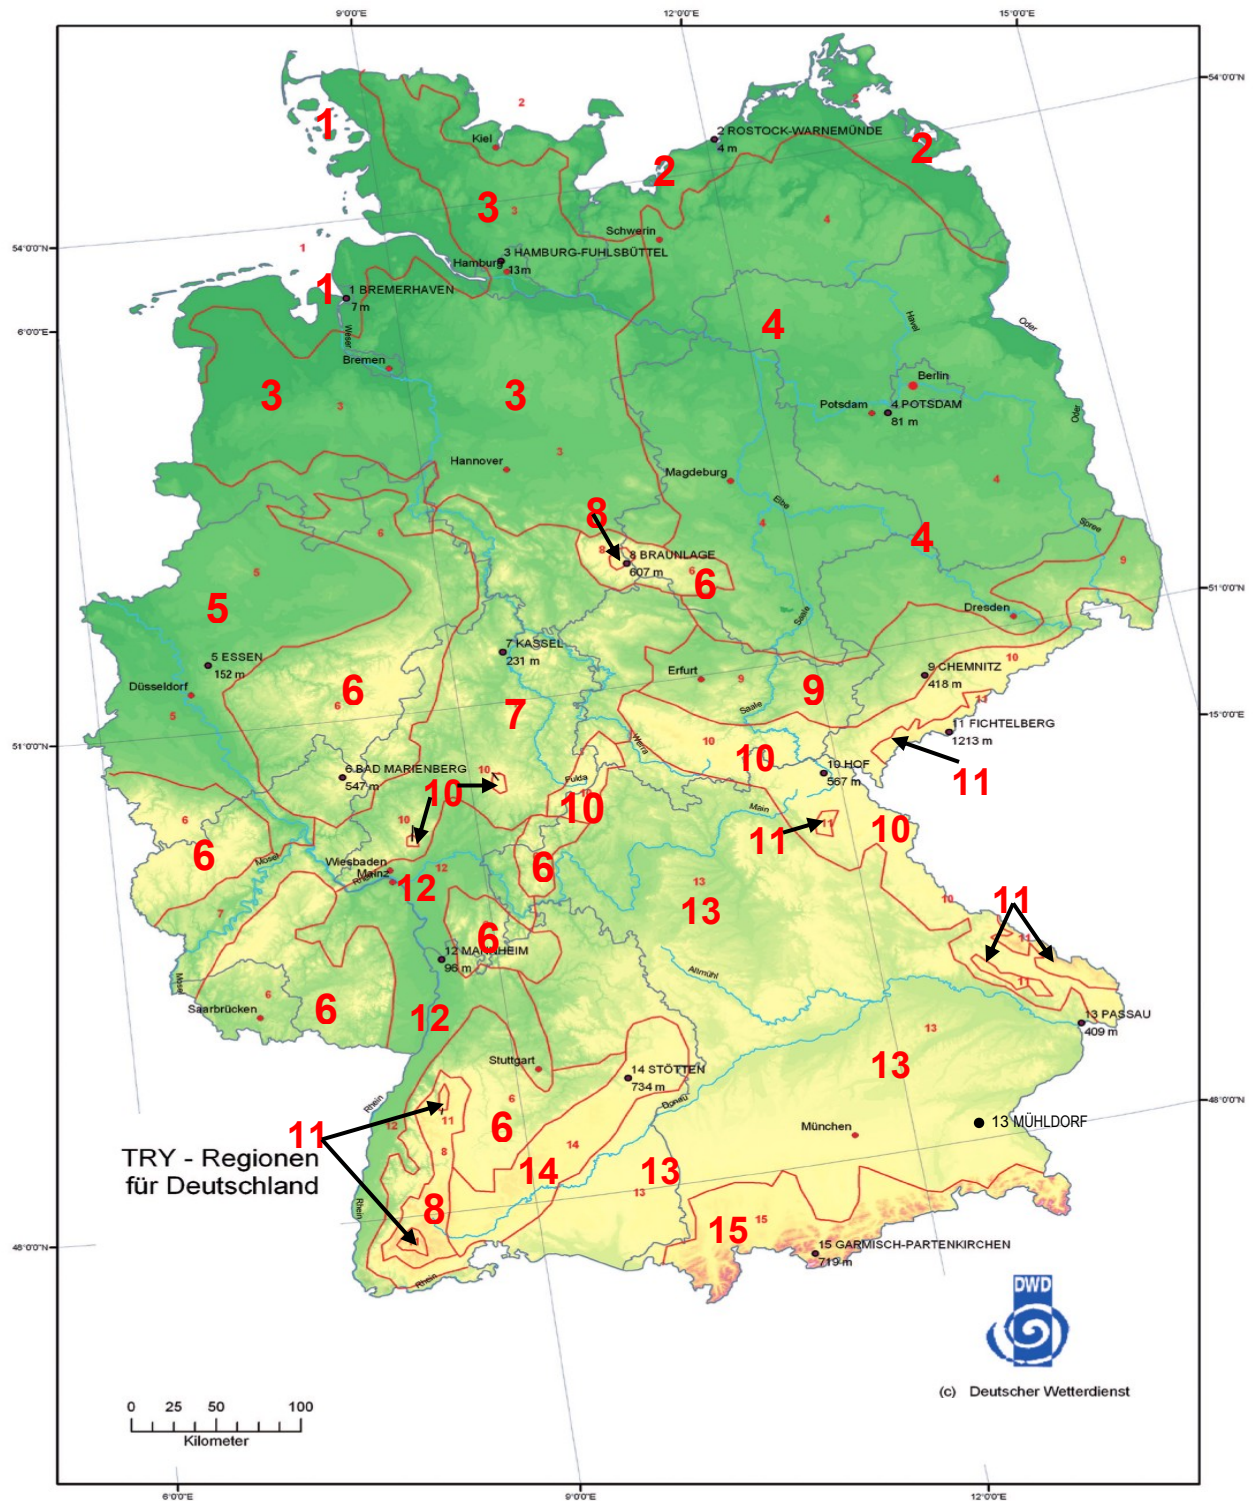 9°0'0"E
12°0'0"E
15°0'0"E
54°0'0"N
2
2
1
Kiel
2 ROSTOCK-WARNEMÜNDE
4 m
2
2
3
3
4
Schwerin
54°0'0"N
1
3 HAMBURG-FUHLSBÜTTEL
Hamburg
13m
1
1 BREMERHAVEN
7 m
6°0'0"E
Weser
Havel
Oder
4
Bremen
Berlin
3
3
3
Potsdam
4 POTSDAM
81 m
Oder
Hannover
3
Magdeburg
4
8
Elbe
4
Spree
6
4
8
8 BRAUNLAGE
607 m
9
5
6
6
51°0'0"N
5
Dresden
Saale
7 KASSEL
231 m
5 ESSEN
152 m
Erfurt
9
9 CHEMNITZ
418 m
10
Düsseldorf
6
6
9
13
5
7
Saale
15°0'0"E
51°0'0"N
Werra
10
11 FICHTELBERG
1213 m
10
6 BAD MARIENBERG
547 m
10
Fulda
10 HOF
567 m
11
10
10
10
Main
10
6
10
11
11
6
Mosel
Wiesbaden
Mainz
Rhein
12
6
12
13
7
13
10
11
6
11
12 MANNHEIM
96 m
Altmühl
Mosel
11
Saarbrücken
6
6
12
13 PASSAU
409 m
13
13
Stuttgart
14 STÖTTEN
734 m
Rhein
6
Donau
48°0'0"N
11
12
11
6
München
13 MÜHLDORF
TRY - Regionen
für Deutschland
8
14
14
13
13
Rhein
8
15
15
48°0'0"N
15 GARMISCH-PARTENKIRCHEN
719 m
Rhein
DWD
(c) Deutscher Wetterdienst
0 25 50 100
Kilometer
6°0'0"E
9°0'0"E
12°0'0"E